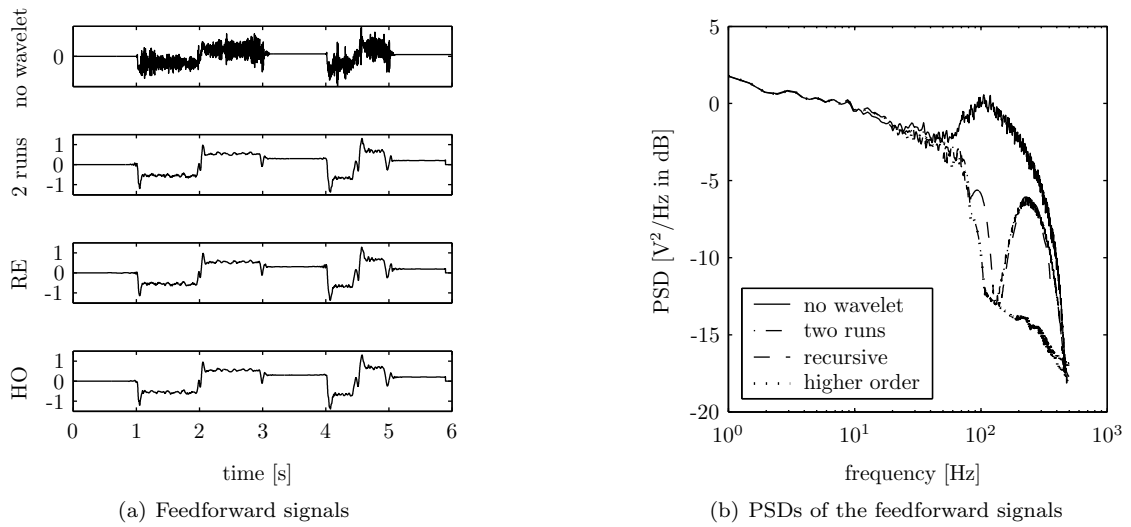 no wavelet
0
2 runs
1
0
-1
RE
1
0
-1
HO
1
0
-1
0 1 2 3 4 5 6
time [s]
(a) Feedforward signals
PSD [V²/Hz in dB]
5
0
-5
-10
-15
-20
no wavelet
two runs
recursive
higher order
10⁰ 10¹ 10² 10³
frequency [Hz]
(b) PSDs of the feedforward signals